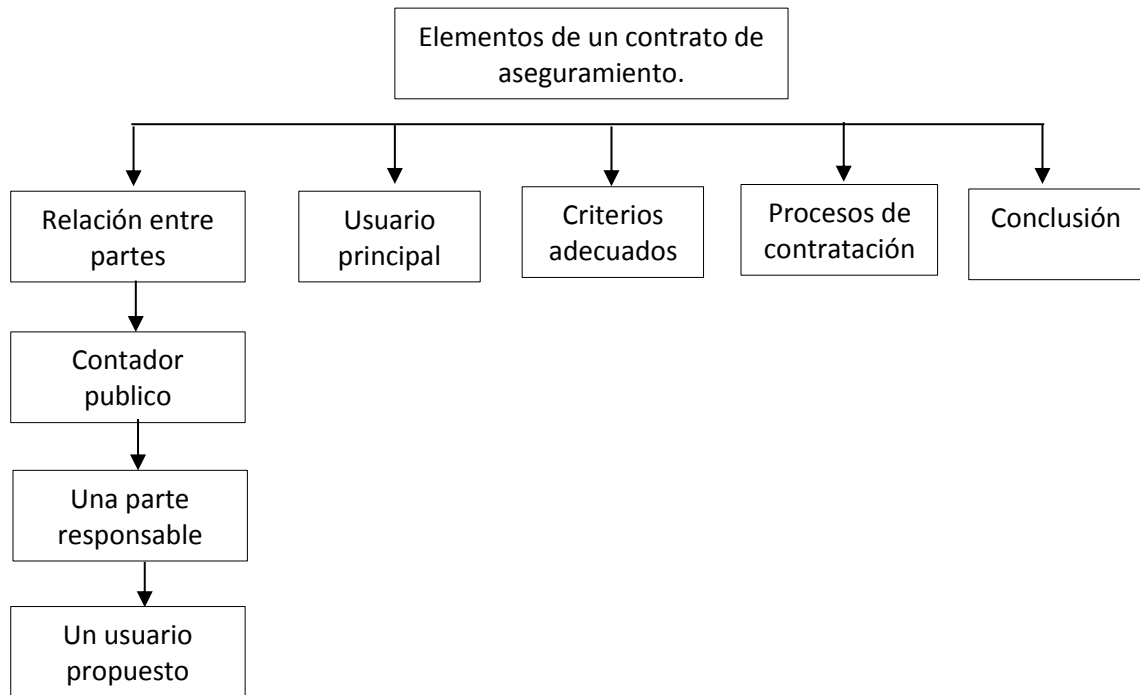 Elementos de un contrato de
aseguramiento.
Relación entre
partes
Usuario
principal
Criterios
adecuados
Procesos de
contratación
Conclusión
Contador
publico
Una parte
responsable
Un usuario
propuesto